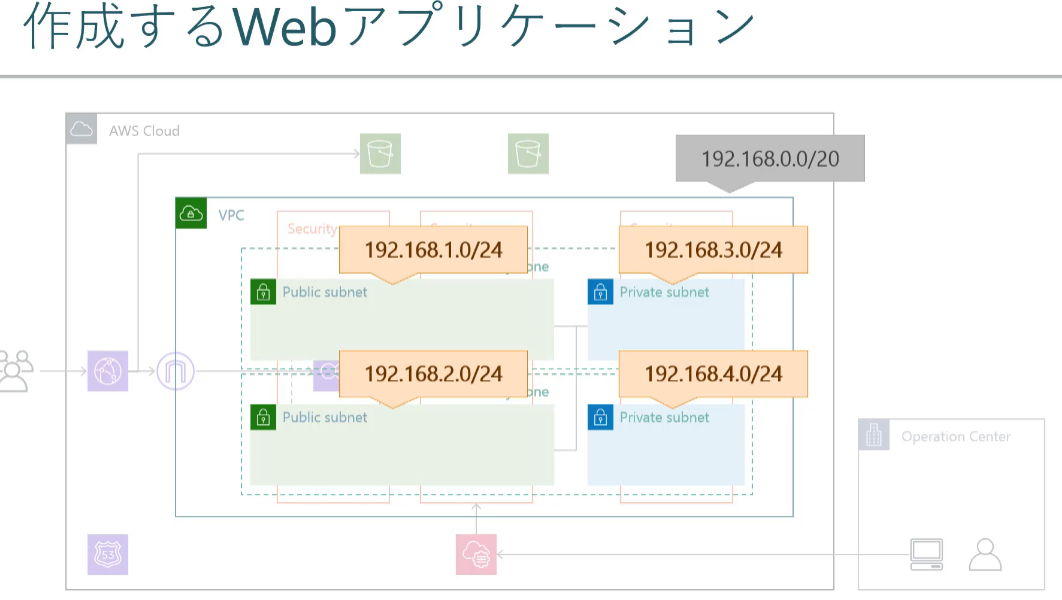 作成するWebアプリケーション
AWS Cloud
192.168.0.0/20
VPC
Security
192.168.1.0/24
192.168.3.0/24
Public subnet
Private subnet
192.168.2.0/24
192.168.4.0/24
Public subnet
Private subnet
Operation Center
53